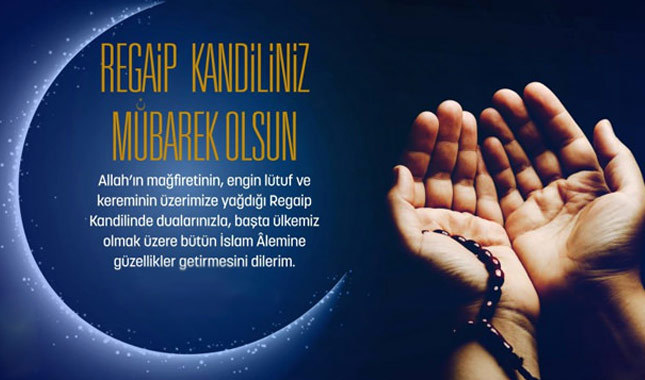 REGAİP KANDİLİNİZ
MÜBAREK OLSUN
Allah'ın mağfiretinin, engin lütuf ve
kereminin üzerimize yağdığı Regaip
Kandilinde dualarınızla, başta ülkemiz
olmak üzere bütün İslam Âlemine
güzellikler getirmesini dilerim.